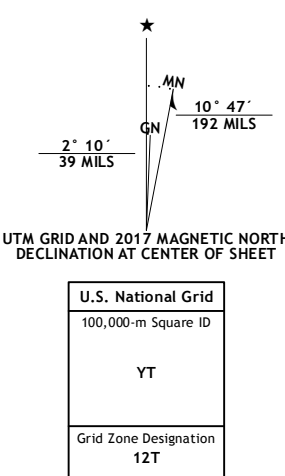 ★
MN
10° 47´
192 MILS
GN
2° 10´
39 MILS
UTM GRID AND 2017 MAGNETIC NORTH
DECLINATION AT CENTER OF SHEET
U.S. National Grid
100,000-m Square ID
YT
Grid Zone Designation
12T